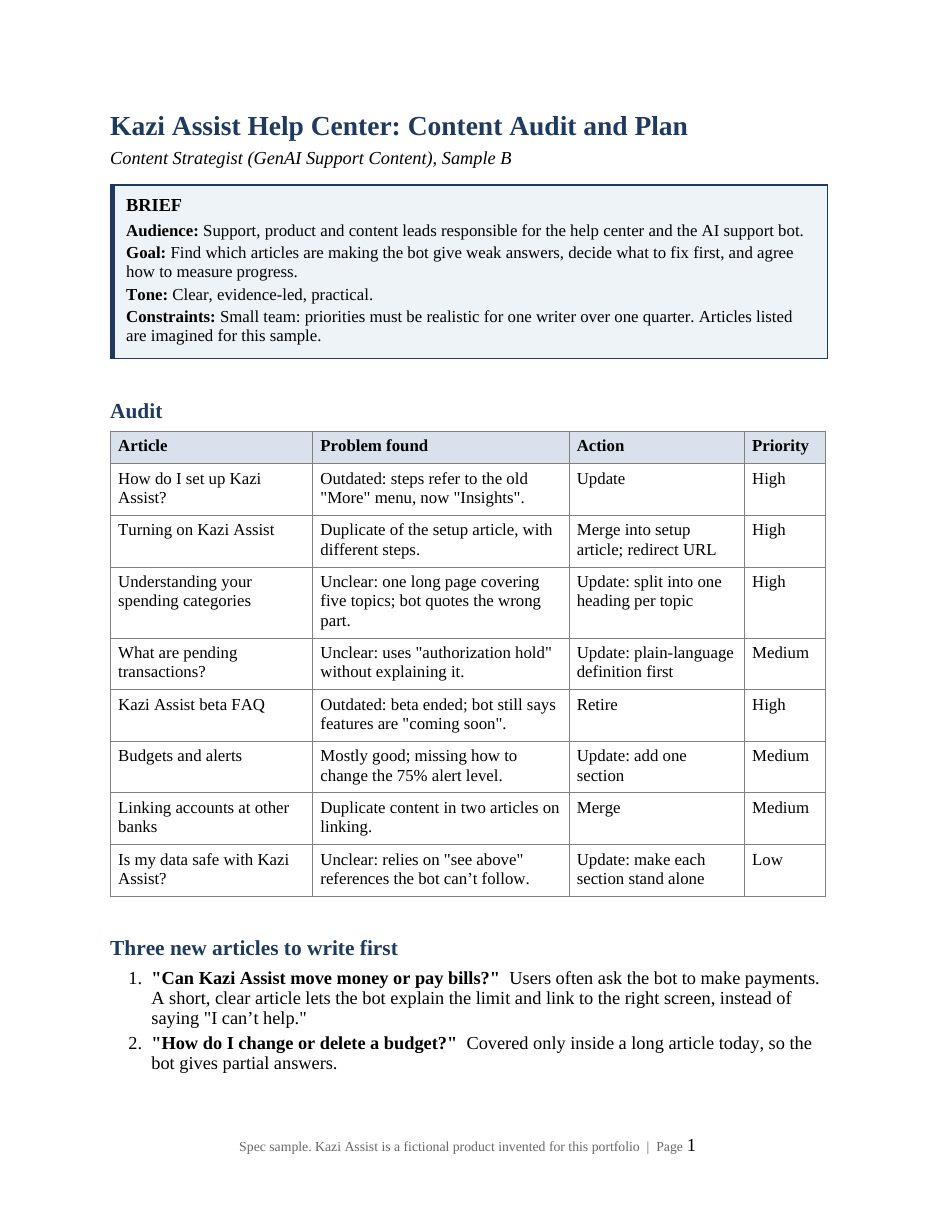 Kazi Assist Help Center: Content Audit and Plan
Content Strategist (GenAI Support Content), Sample B
BRIEF
Audience: Support, product and content leads responsible for the help center and the AI support bot.
Goal: Find which articles are making the bot give weak answers, decide what to fix first, and agree
how to measure progress.
Tone: Clear, evidence-led, practical.
Constraints: Small team: priorities must be realistic for one writer over one quarter. Articles listed
are imagined for this sample.
Audit
Article Problem found Action Priority
How do I set up Kazi Outdated: steps refer to the old Update High
Assist? "More" menu, now "Insights".
Turning on Kazi Assist Duplicate of the setup article, with Merge into setup High
different steps. article; redirect URL
Understanding your Unclear: one long page covering Update: split into one High
spending categories five topics; bot quotes the wrong heading per topic
part.
What are pending Unclear: uses "authorization hold" Update: plain-language Medium
transactions? without explaining it. definition first
Kazi Assist beta FAQ Outdated: beta ended; bot still says Retire High
features are "coming soon".
Budgets and alerts Mostly good; missing how to Update: add one Medium
change the 75% alert level. section
Linking accounts at other Duplicate content in two articles on Merge Medium
banks linking.
Is my data safe with Kazi Unclear: relies on "see above" Update: make each Low
Assist? references the bot can’t follow. section stand alone
Three new articles to write first
1. "Can Kazi Assist move money or pay bills?" Users often ask the bot to make payments.
A short, clear article lets the bot explain the limit and link to the right screen, instead of
saying "I can’t help."
2. "How do I change or delete a budget?" Covered only inside a long article today, so the
bot gives partial answers.
Spec sample. Kazi Assist is a fictional product invented for this portfolio | Page 1